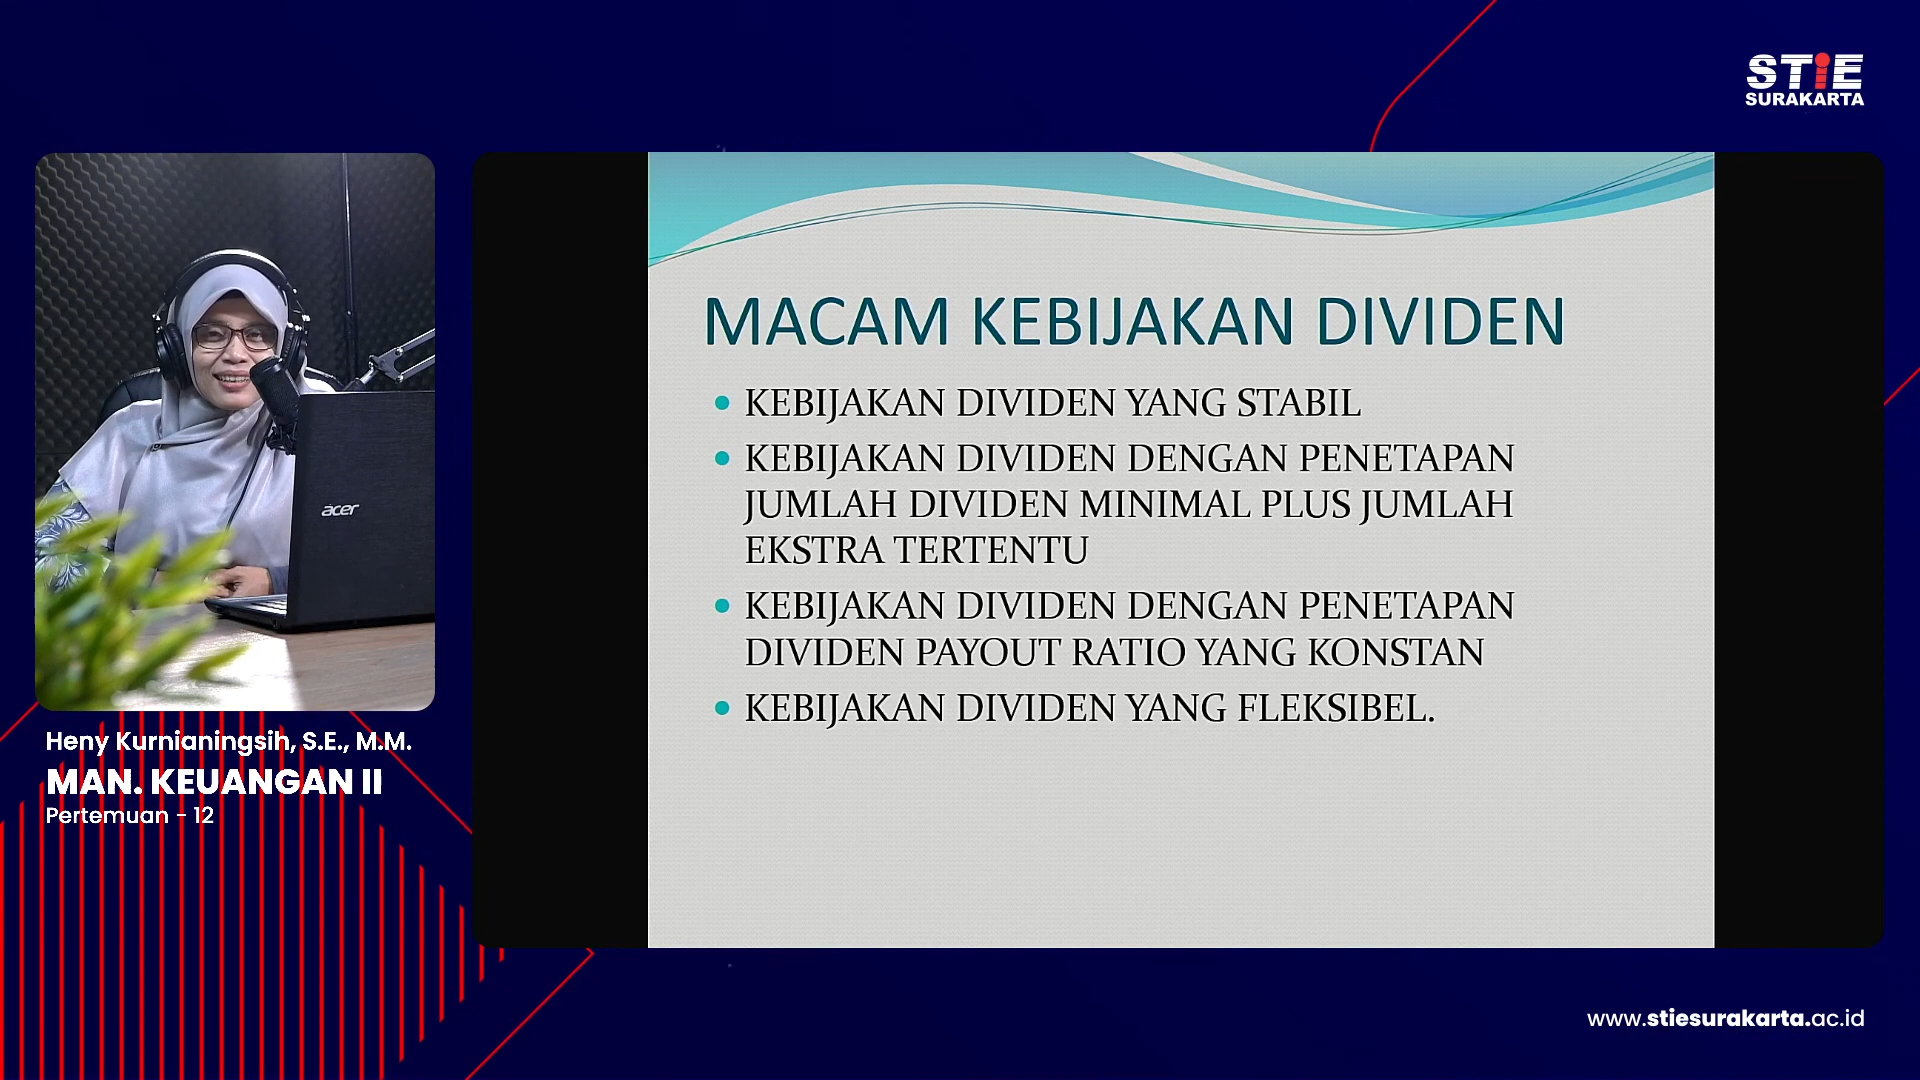 STiE
SURAKARTA
acer
MACAM KEBIJAKAN DIVIDEN
• KEBIJAKAN DIVIDEN YANG STABIL
• KEBIJAKAN DIVIDEN DENGAN PENETAPAN
JUMLAH DIVIDEN MINIMAL PLUS JUMLAH
EKSTRA TERTENTU
• KEBIJAKAN DIVIDEN DENGAN PENETAPAN
DIVIDEN PAYOUT RATIO YANG KONSTAN
• KEBIJAKAN DIVIDEN YANG FLEKSIBEL.
Heny Kurnianingsih, S.E., M.M.
MAN. KEUANGAN II
Pertemuan - 12
www.stiesurakarta.ac.id